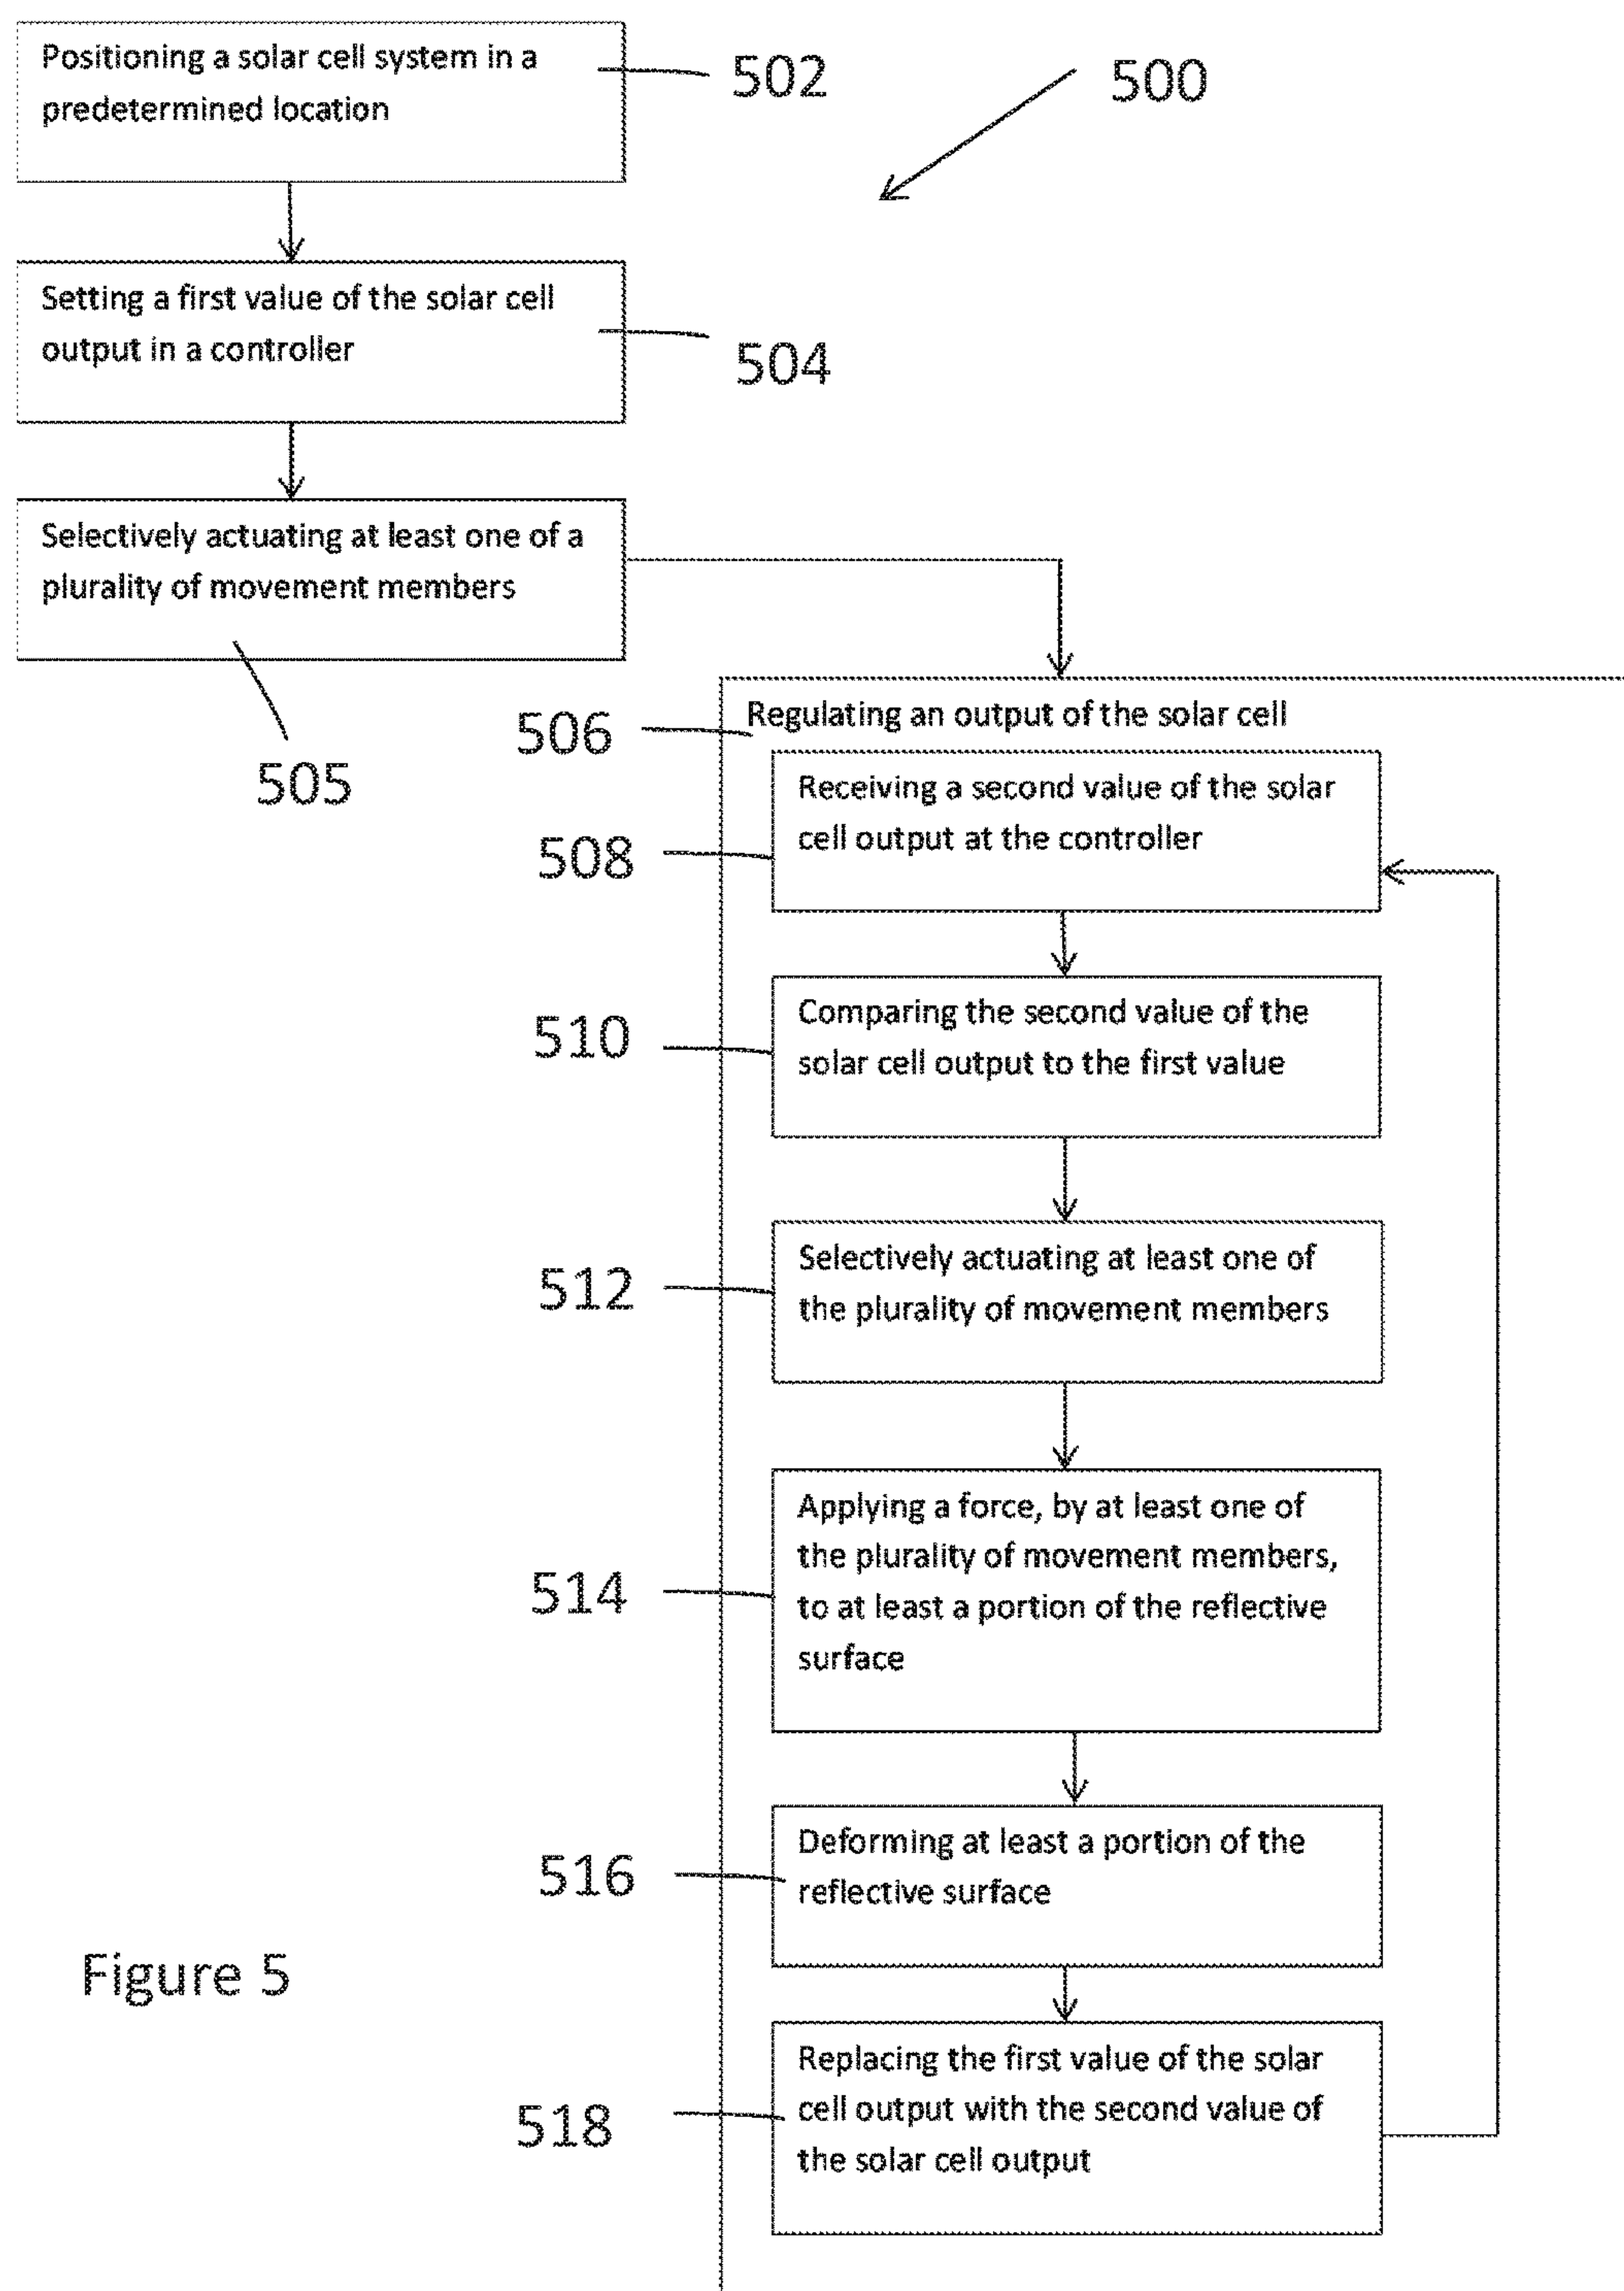 Positioning a solar cell system in a
predetermined location
502
500
Setting a first value of the solar cell
output in a controller
504
Selectively actuating at least one of a
plurality of movement members
505
506
Regulating an output of the solar cell
Receiving a second value of the solar
cell output at the controller
508
Comparing the second value of the
solar cell output to the first value
510
Selectively actuating at least one of
the plurality of movement members
512
Applying a force, by at least one of
the plurality of movement members,
to at least a portion of the reflective
surface
514
Deforming at least a portion of the
reflective surface
516
Figure 5
Replacing the first value of the solar
cell output with the second value of
the solar cell output
518